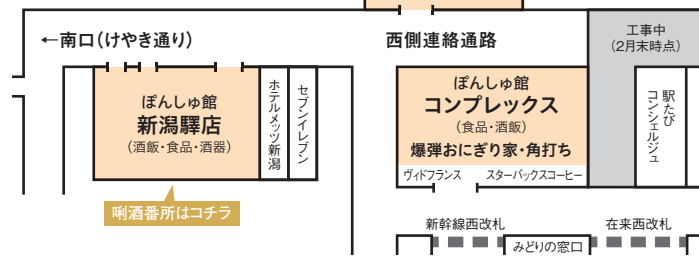 ←南口(けやき通り)
西側連絡通路
工事中
(2月末時点)
ぽんしゅ館
新潟驛店
(酒飯・食品・酒器)
ホテルメッツ新潟
セブンイレブン
ぽんしゅ館
コンプレックス
(食品・酒飯)
爆弾おにぎり家・角打ち
ヴィドフランス
スターバックスコーヒー
駅たび
コンシェルジュ
唎酒番所はコチラ
新幹線西改札
在来西改札
みどりの窓口